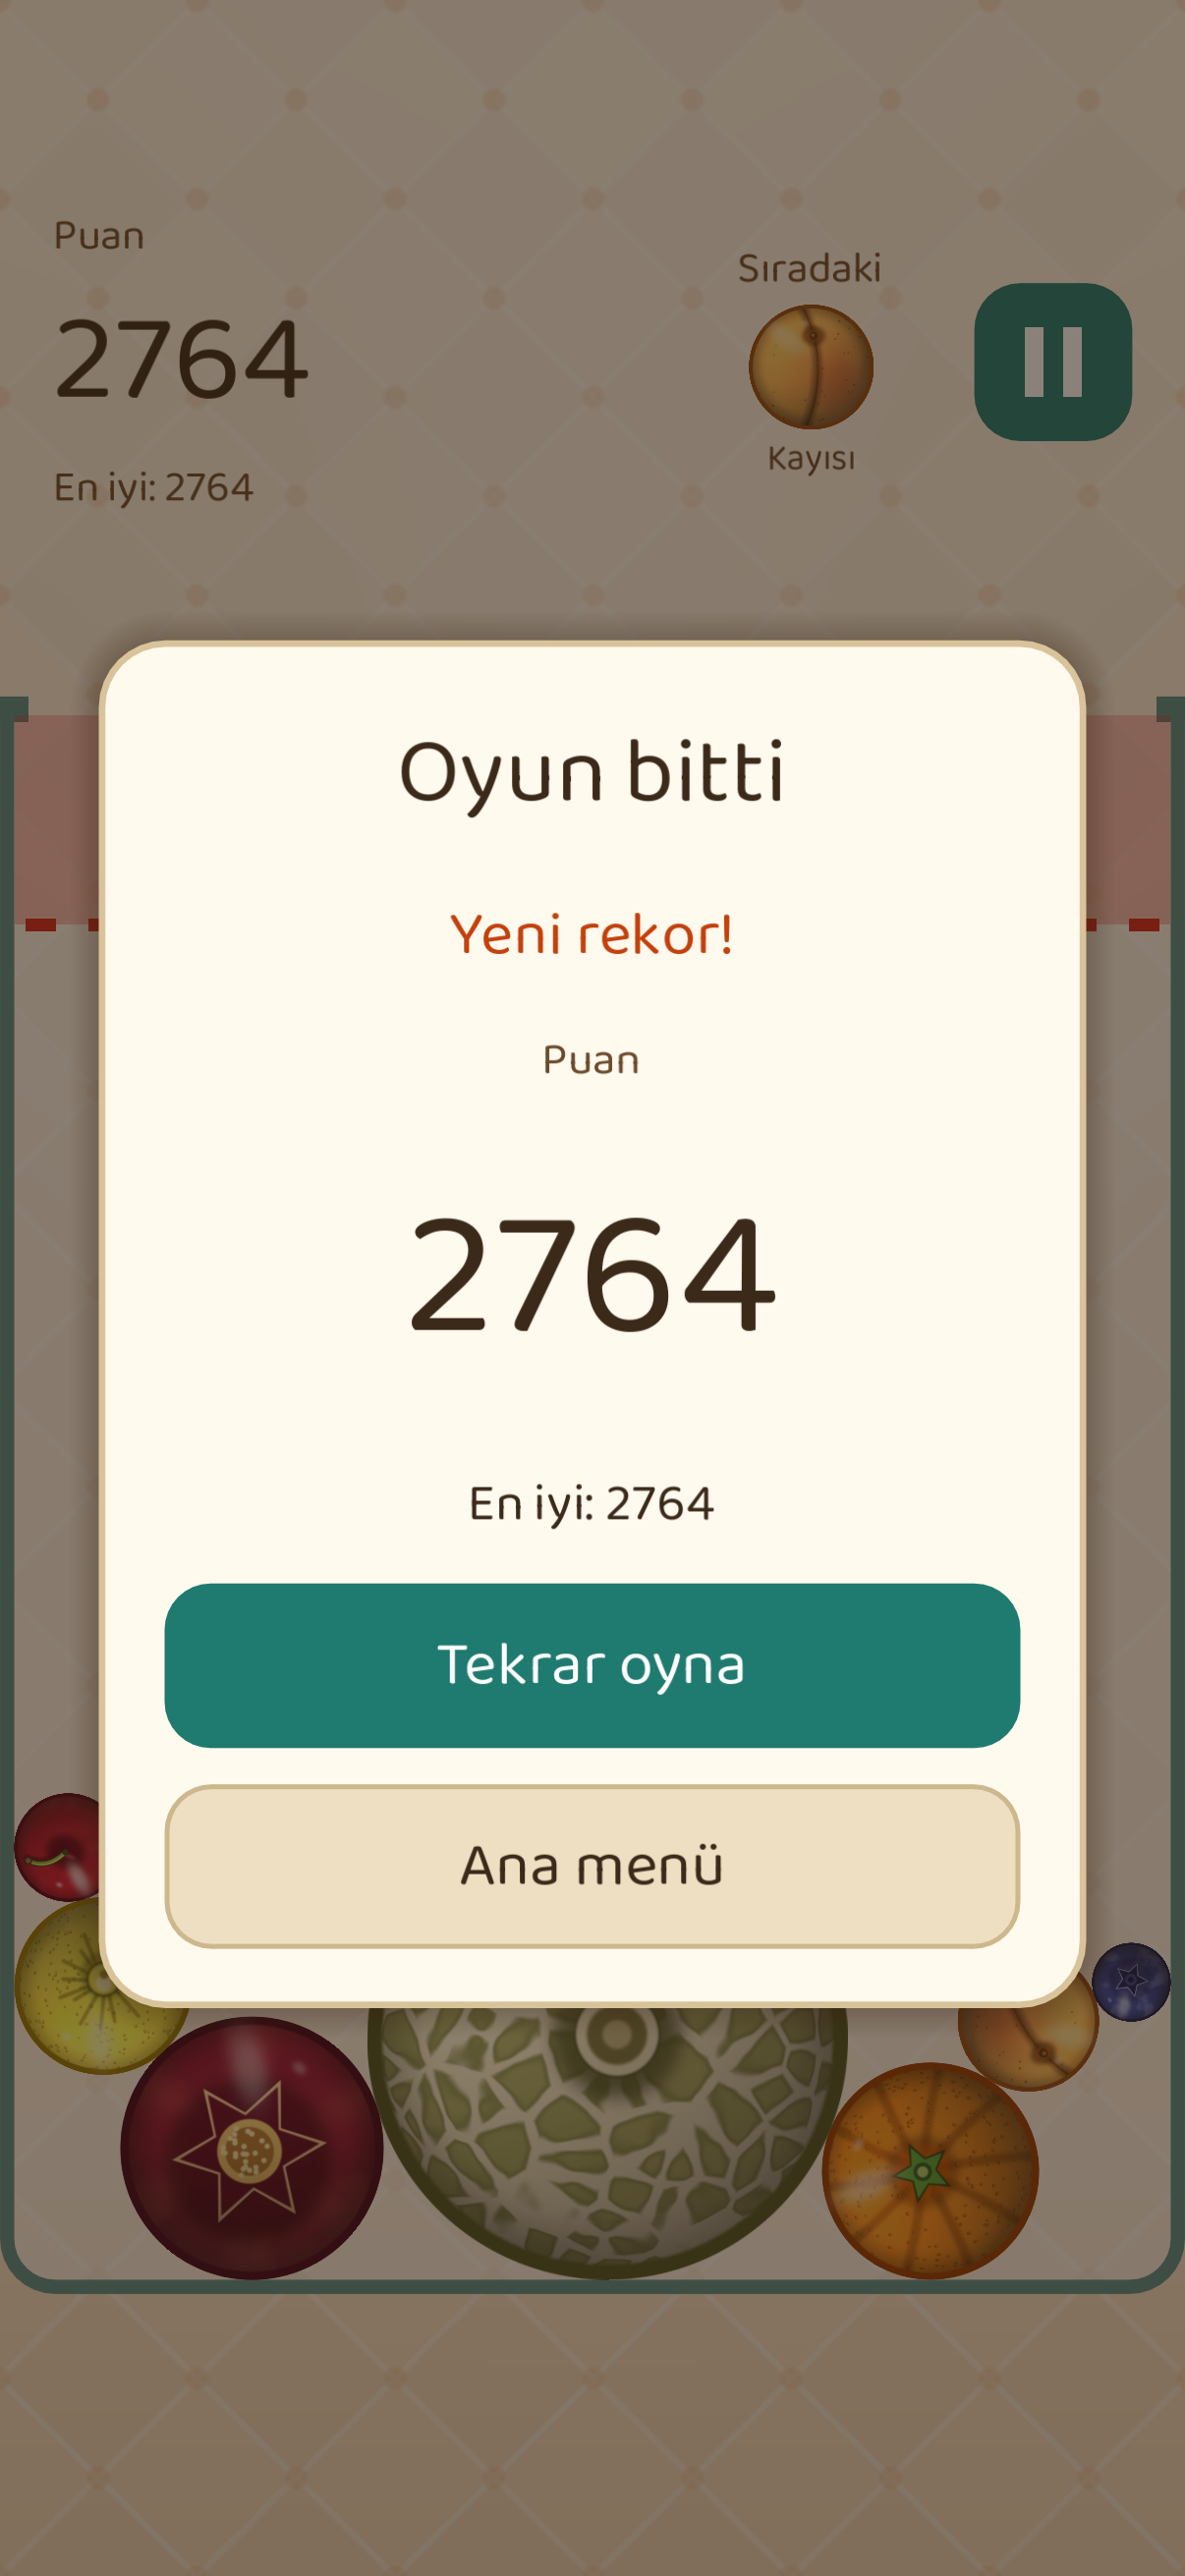 Puan
2764
En iyi: 2764
Sıradaki
Kayısı
Oyun bitti
Yeni rekor!
Puan
2764
En iyi: 2764
Tekrar oyna
Ana menü